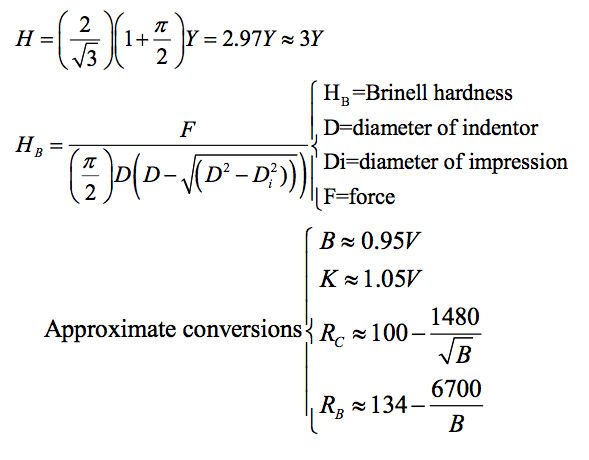 H = (2/√3)(1+π/2)Y = 2.97Y ≈ 3Y
H_B = F/((π/2)D(D−√(D²−D_i²)))
H_B=Brinell hardness
D=diameter of indentor
Di=diameter of impression
F=force
Approximate conversions
B ≈ 0.95V
K ≈ 1.05V
R_C ≈ 100 − 1480/√B
R_B ≈ 134 − 6700/B